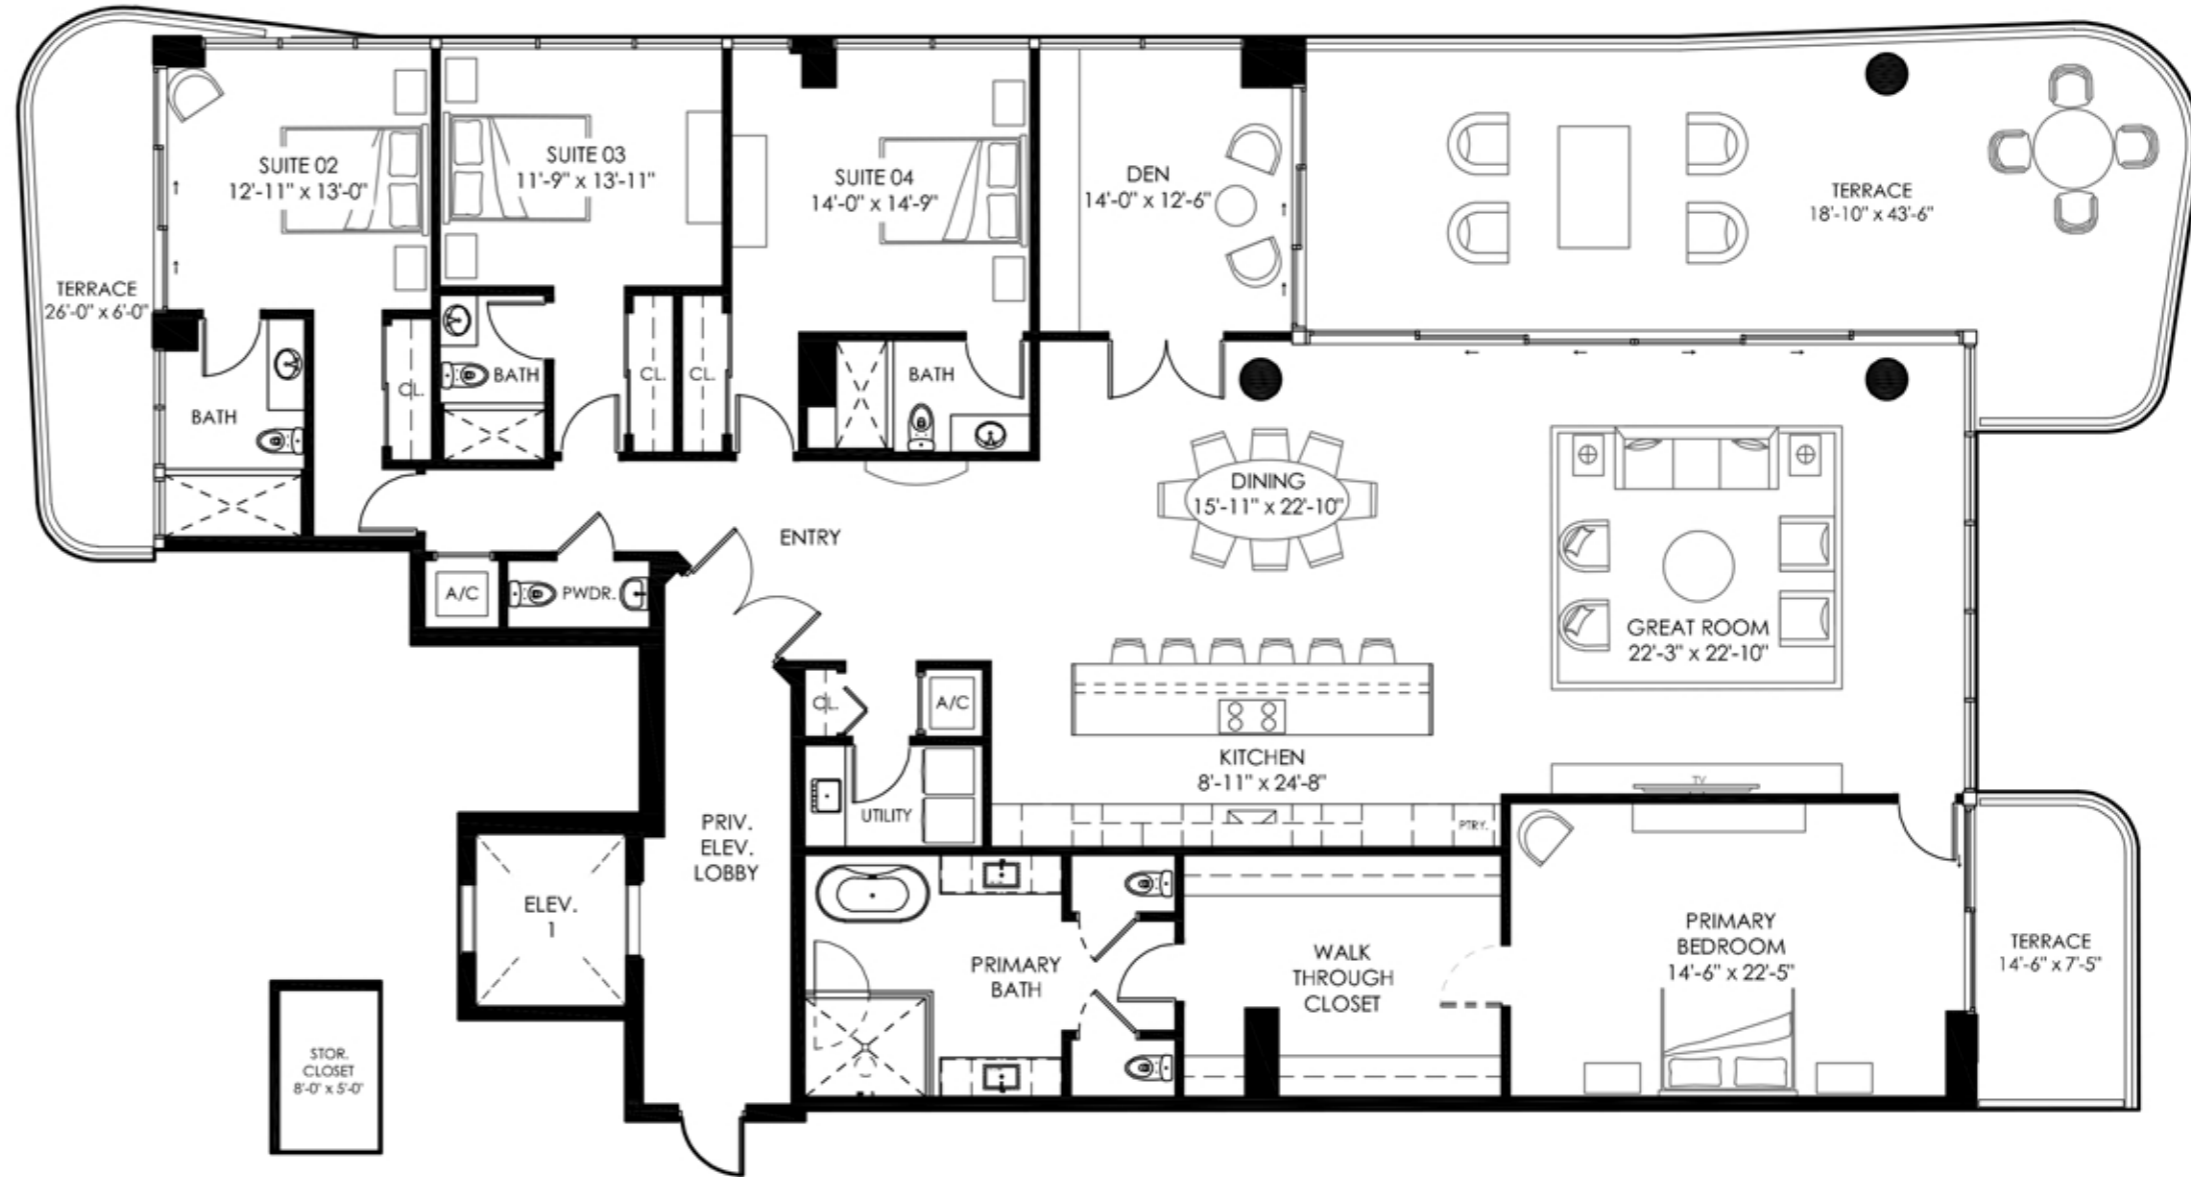 SUITE 02
12'-11" x 13'-0"
SUITE 03
11'-9" x 13'-11"
SUITE 04
14'-0" x 14'-9"
DEN
14'-0" x 12'-6"
TERRACE
18'-10" x 43'-6"
TERRACE
26'-0" x 6'-0"
BATH
CL.
BATH
CL.
CL.
BATH
DINING
15'-11" x 22'-10"
ENTRY
A/C
PWDR.
GREAT ROOM
22'-3" x 22'-10"
CL.
A/C
KITCHEN
8'-11" x 24'-8"
TV
UTILITY
PTRY.
PRIV.
ELEV.
LOBBY
ELEV.
1
PRIMARY
BATH
WALK
THROUGH
CLOSET
PRIMARY
BEDROOM
14'-6" x 22'-5"
TERRACE
14'-6" x 7'-5"
STOR.
CLOSET
8'-0" x 5'-0"